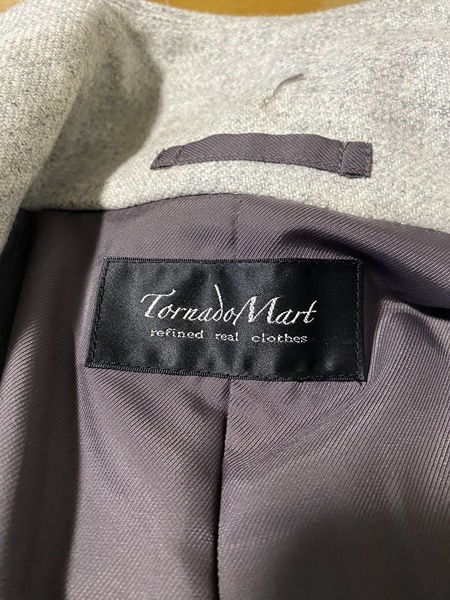 TornadoMart
refined real clothes